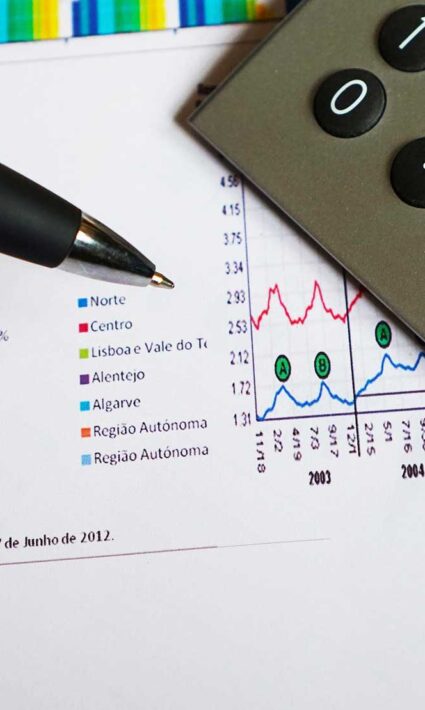 1
0
4.56
4.15
3.75
3.34
2.93
2.53
2.12
1.72
1.31
%
Norte
Centro
Lisboa e Vale do Te
Alentejo
Algarve
Região Autónoma
Região Autónoma
A
B
A
11/18
2/2
4/19
7/3
9/17
12/1
2/15
5/1
7/16
2003
2004
de Junho de 2012.